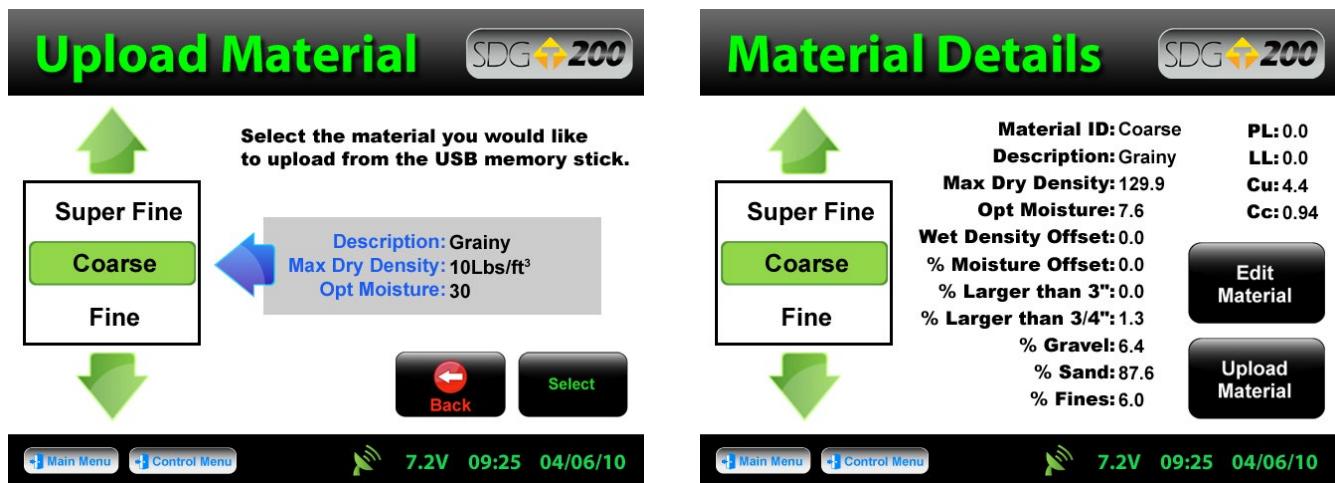 Upload Material
SDG T 200
Select the material you would like
to upload from the USB memory stick.
Super Fine
Coarse
Fine
Description: Grainy
Max Dry Density: 10Lbs/ft³
Opt Moisture: 30
Back
Select
Main Menu
Control Menu
7.2V 09:25 04/06/10
Material Details
SDG T 200
Super Fine
Coarse
Fine
Material ID: Coarse
Description: Grainy
Max Dry Density: 129.9
Opt Moisture: 7.6
Wet Density Offset: 0.0
% Moisture Offset: 0.0
% Larger than 3": 0.0
% Larger than 3/4": 1.3
% Gravel: 6.4
% Sand: 87.6
% Fines: 6.0
PL: 0.0
LL: 0.0
Cu: 4.4
Cc: 0.94
Edit
Material
Upload
Material
Main Menu
Control Menu
7.2V 09:25 04/06/10